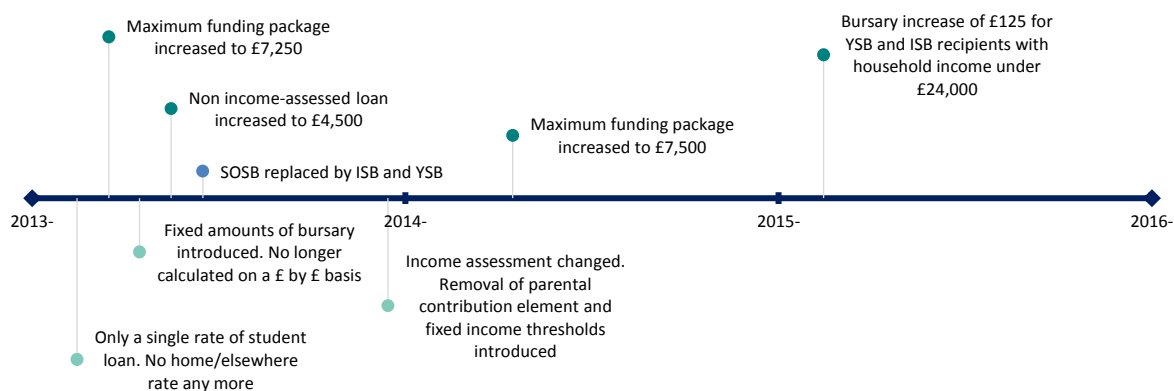 Maximum funding package
increased to £7,250
Bursary increase of £125 for
YSB and ISB recipients with
household income under
£24,000
Non income-assessed loan
increased to £4,500
Maximum funding package
increased to £7,500
SOSB replaced by ISB and YSB
2013-
2014-
2015-
2016-
Fixed amounts of bursary
introduced. No longer
calculated on a £ by £ basis
Income assessment changed.
Removal of parental
contribution element and
fixed income thresholds
introduced
Only a single rate of student
loan. No home/elsewhere
rate any more